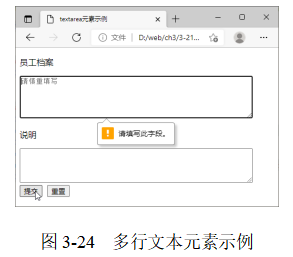 textarea元素示例
文件 | D:/web/ch3/3-21...
员工档案
请慎重填写
请填写此字段。
说明
提交 重置
图 3-24 多行文本元素示例